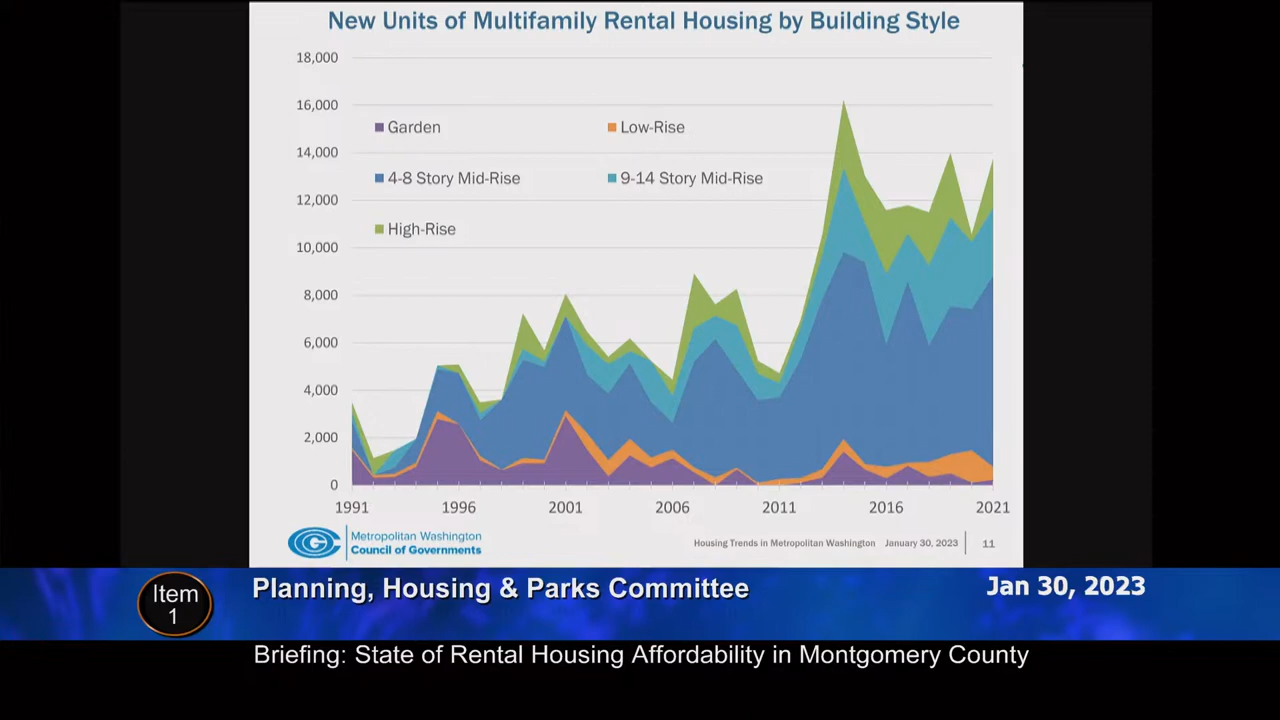 New Units of Multifamily Rental Housing by Building Style
18,000
16,000
14,000
12,000
10,000
8,000
6,000
4,000
2,000
0
Garden
Low-Rise
4-8 Story Mid-Rise
9-14 Story Mid-Rise
High-Rise
1991 1996 2001 2006 2011 2016 2021
Metropolitan Washington
Council of Governments
Housing Trends in Metropolitan Washington January 30, 2023 11
Item
1
Planning, Housing & Parks Committee
Jan 30, 2023
Briefing: State of Rental Housing Affordability in Montgomery County